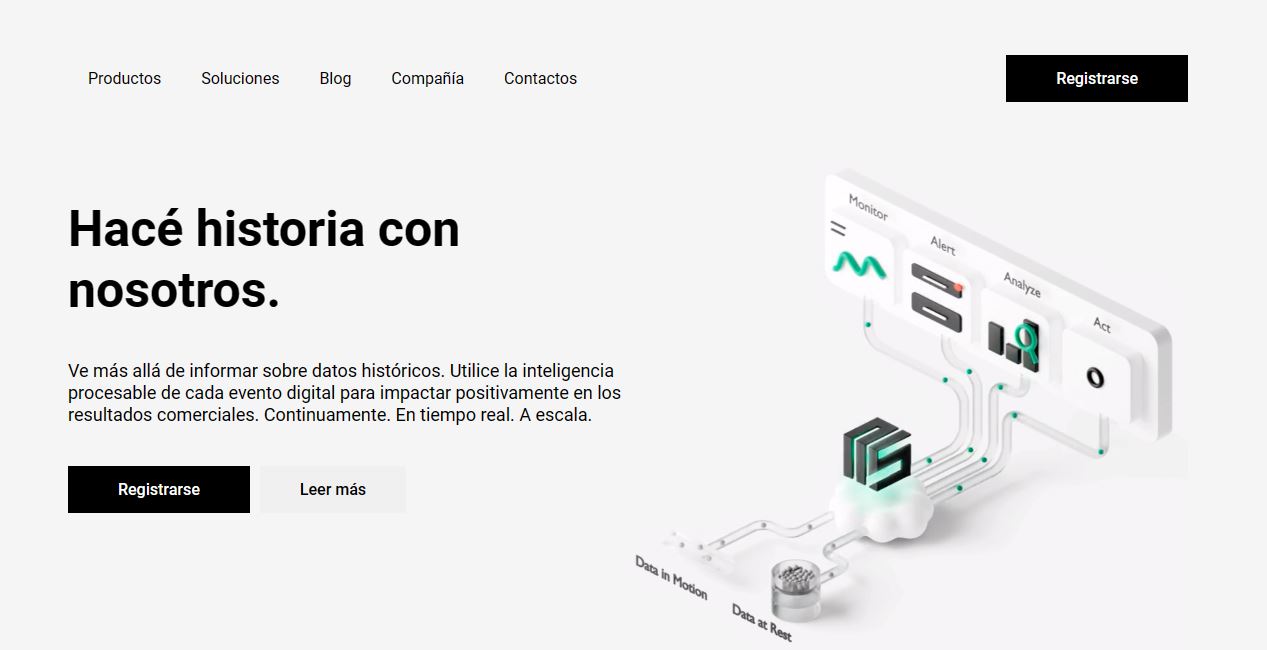 Productos Soluciones Blog Compañía Contactos Registrarse
Hacé historia con
nosotros.
Ve más allá de informar sobre datos históricos. Utilice la inteligencia
procesable de cada evento digital para impactar positivamente en los
resultados comerciales. Continuamente. En tiempo real. A escala.
Registrarse Leer más
Monitor
Alert
Analyze
Act
Data in Motion
Data at Rest